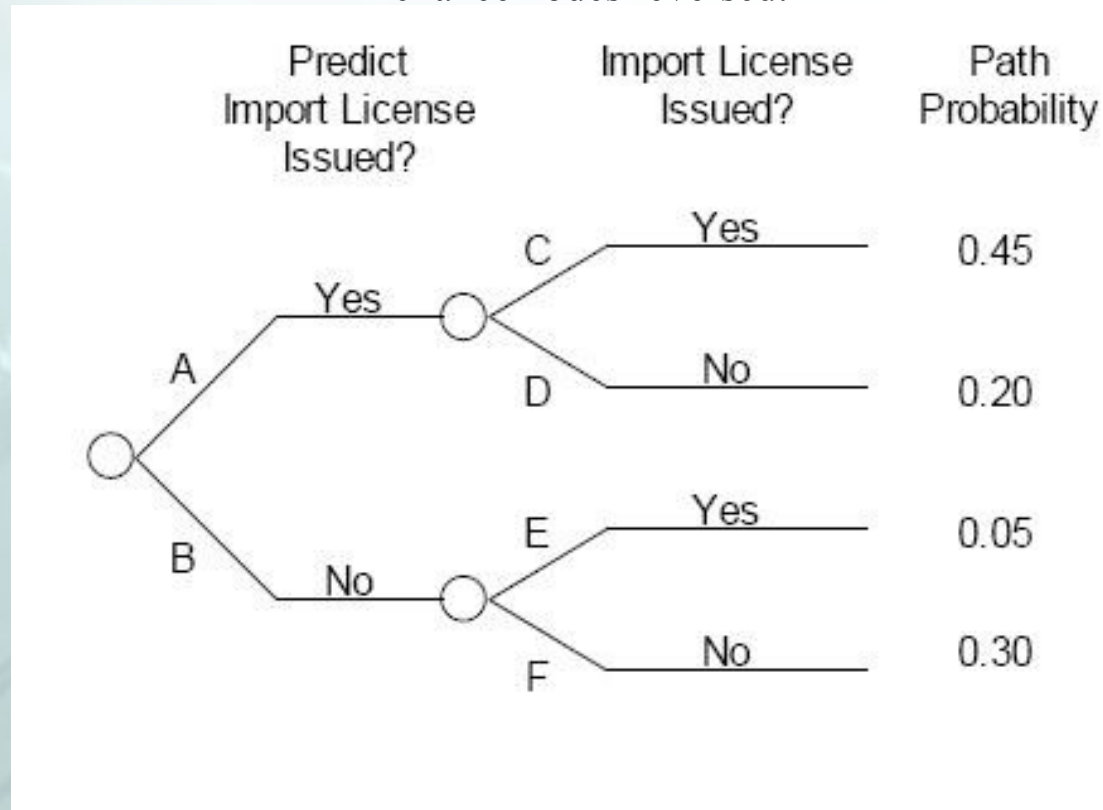 Predict
Import License
Issued?
Import License
Issued?
Path
Probability
C
Yes
0.45
Yes
A
D
No
0.20
B
E
Yes
0.05
No
F
No
0.30